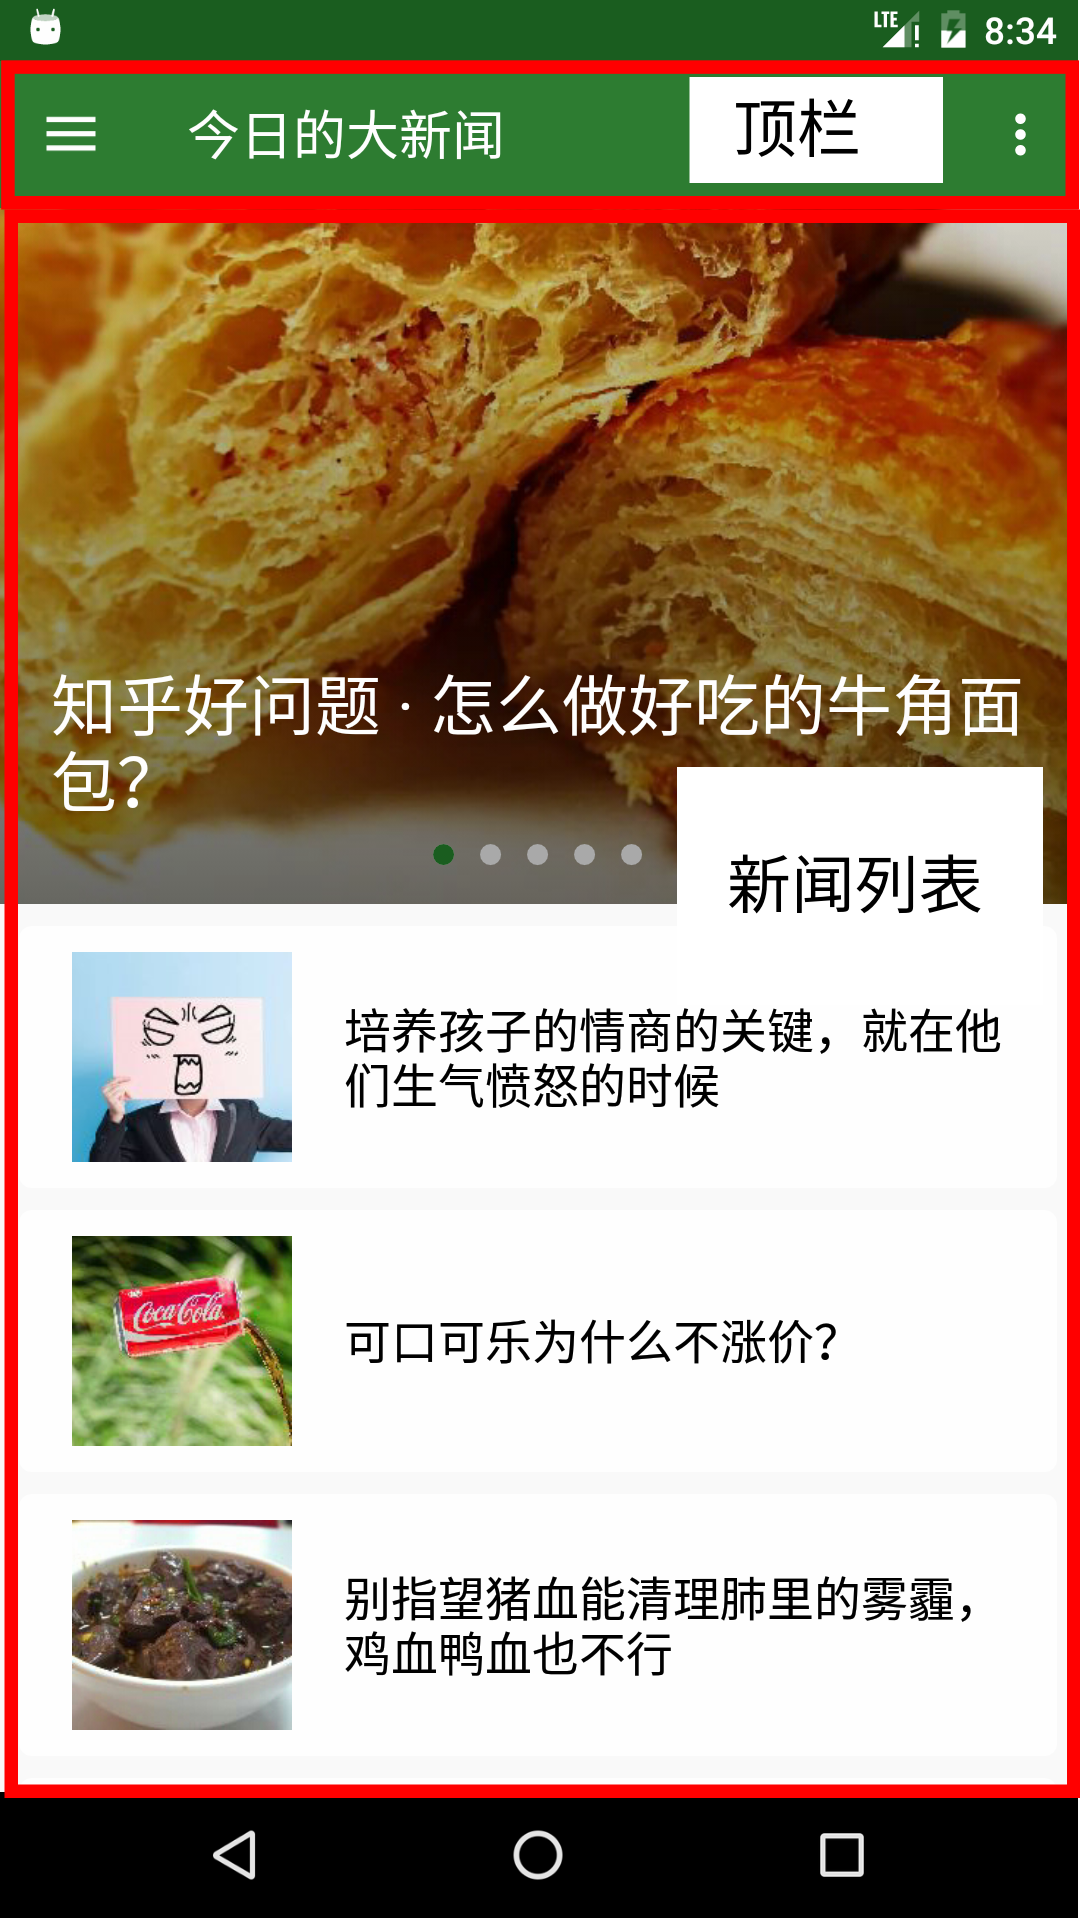 LTE 8:34
今日的大新闻
顶栏
知乎好问题 · 怎么做好吃的牛角面
包？
新闻列表
培养孩子的情商的关键，就在他
们生气愤怒的时候
Coca-Cola
可口可乐为什么不涨价？
别指望猪血能清理肺里的雾霾，
鸡血鸭血也不行